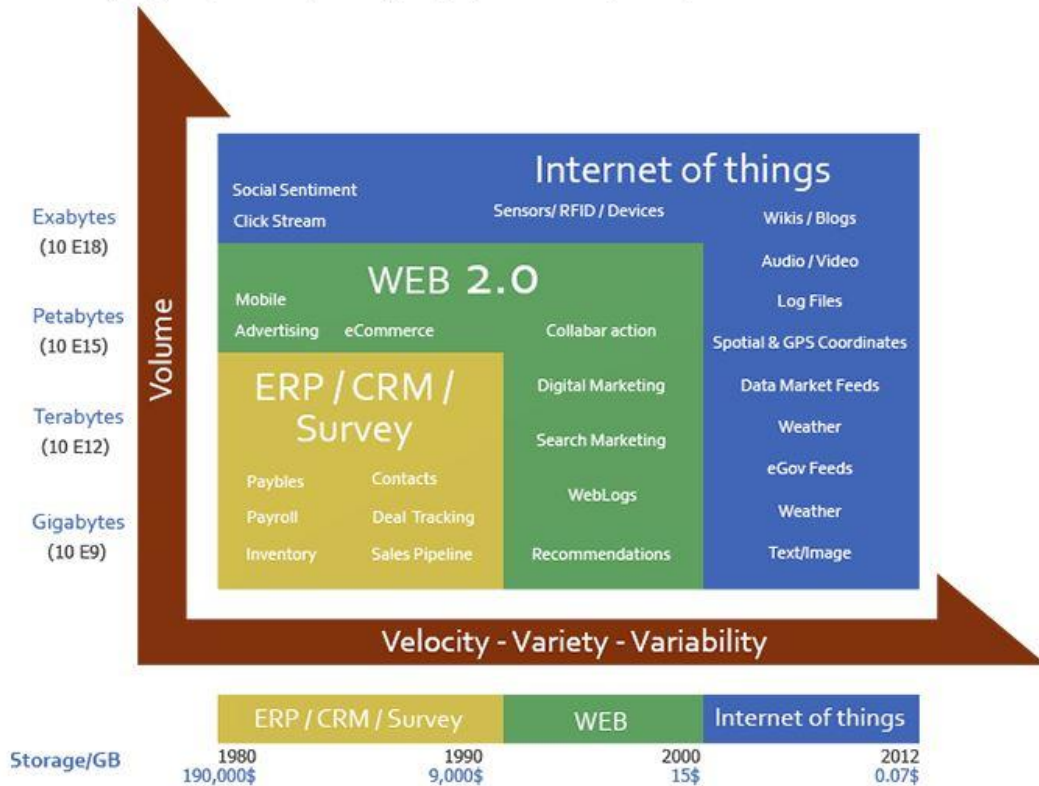 Exabytes
(10 E18)
Petabytes
(10 E15)
Terabytes
(10 E12)
Gigabytes
(10 E9)
Volume
Internet of things
Social Sentiment
Click Stream
Sensors/ RFID / Devices
Wikis / Blogs
Audio / Video
Log Files
Spatial & GPS Coordinates
Data Market Feeds
Weather
eGov Feeds
Weather
Text/Image
WEB 2.0
Mobile
Advertising eCommerce
Collabar action
Digital Marketing
Search Marketing
WebLogs
Recommendations
ERP / CRM /
Survey
Paybles Contacts
Payroll Deal Tracking
Inventory Sales Pipeline
Velocity - Variety - Variability
ERP / CRM / Survey WEB Internet of things
Storage/GB
1980 1990 2000 2012
190,000$ 9,000$ 15$ 0.07$